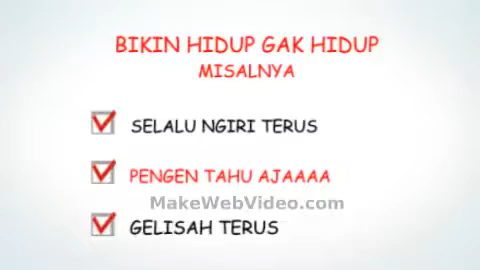 BIKIN HIDUP GAK HIDUP
MISALNYA
SELALU NGIRI TERUS
PENGEN TAHU AJAAAA
MakeWebVideo.com
GELISAH TERUS